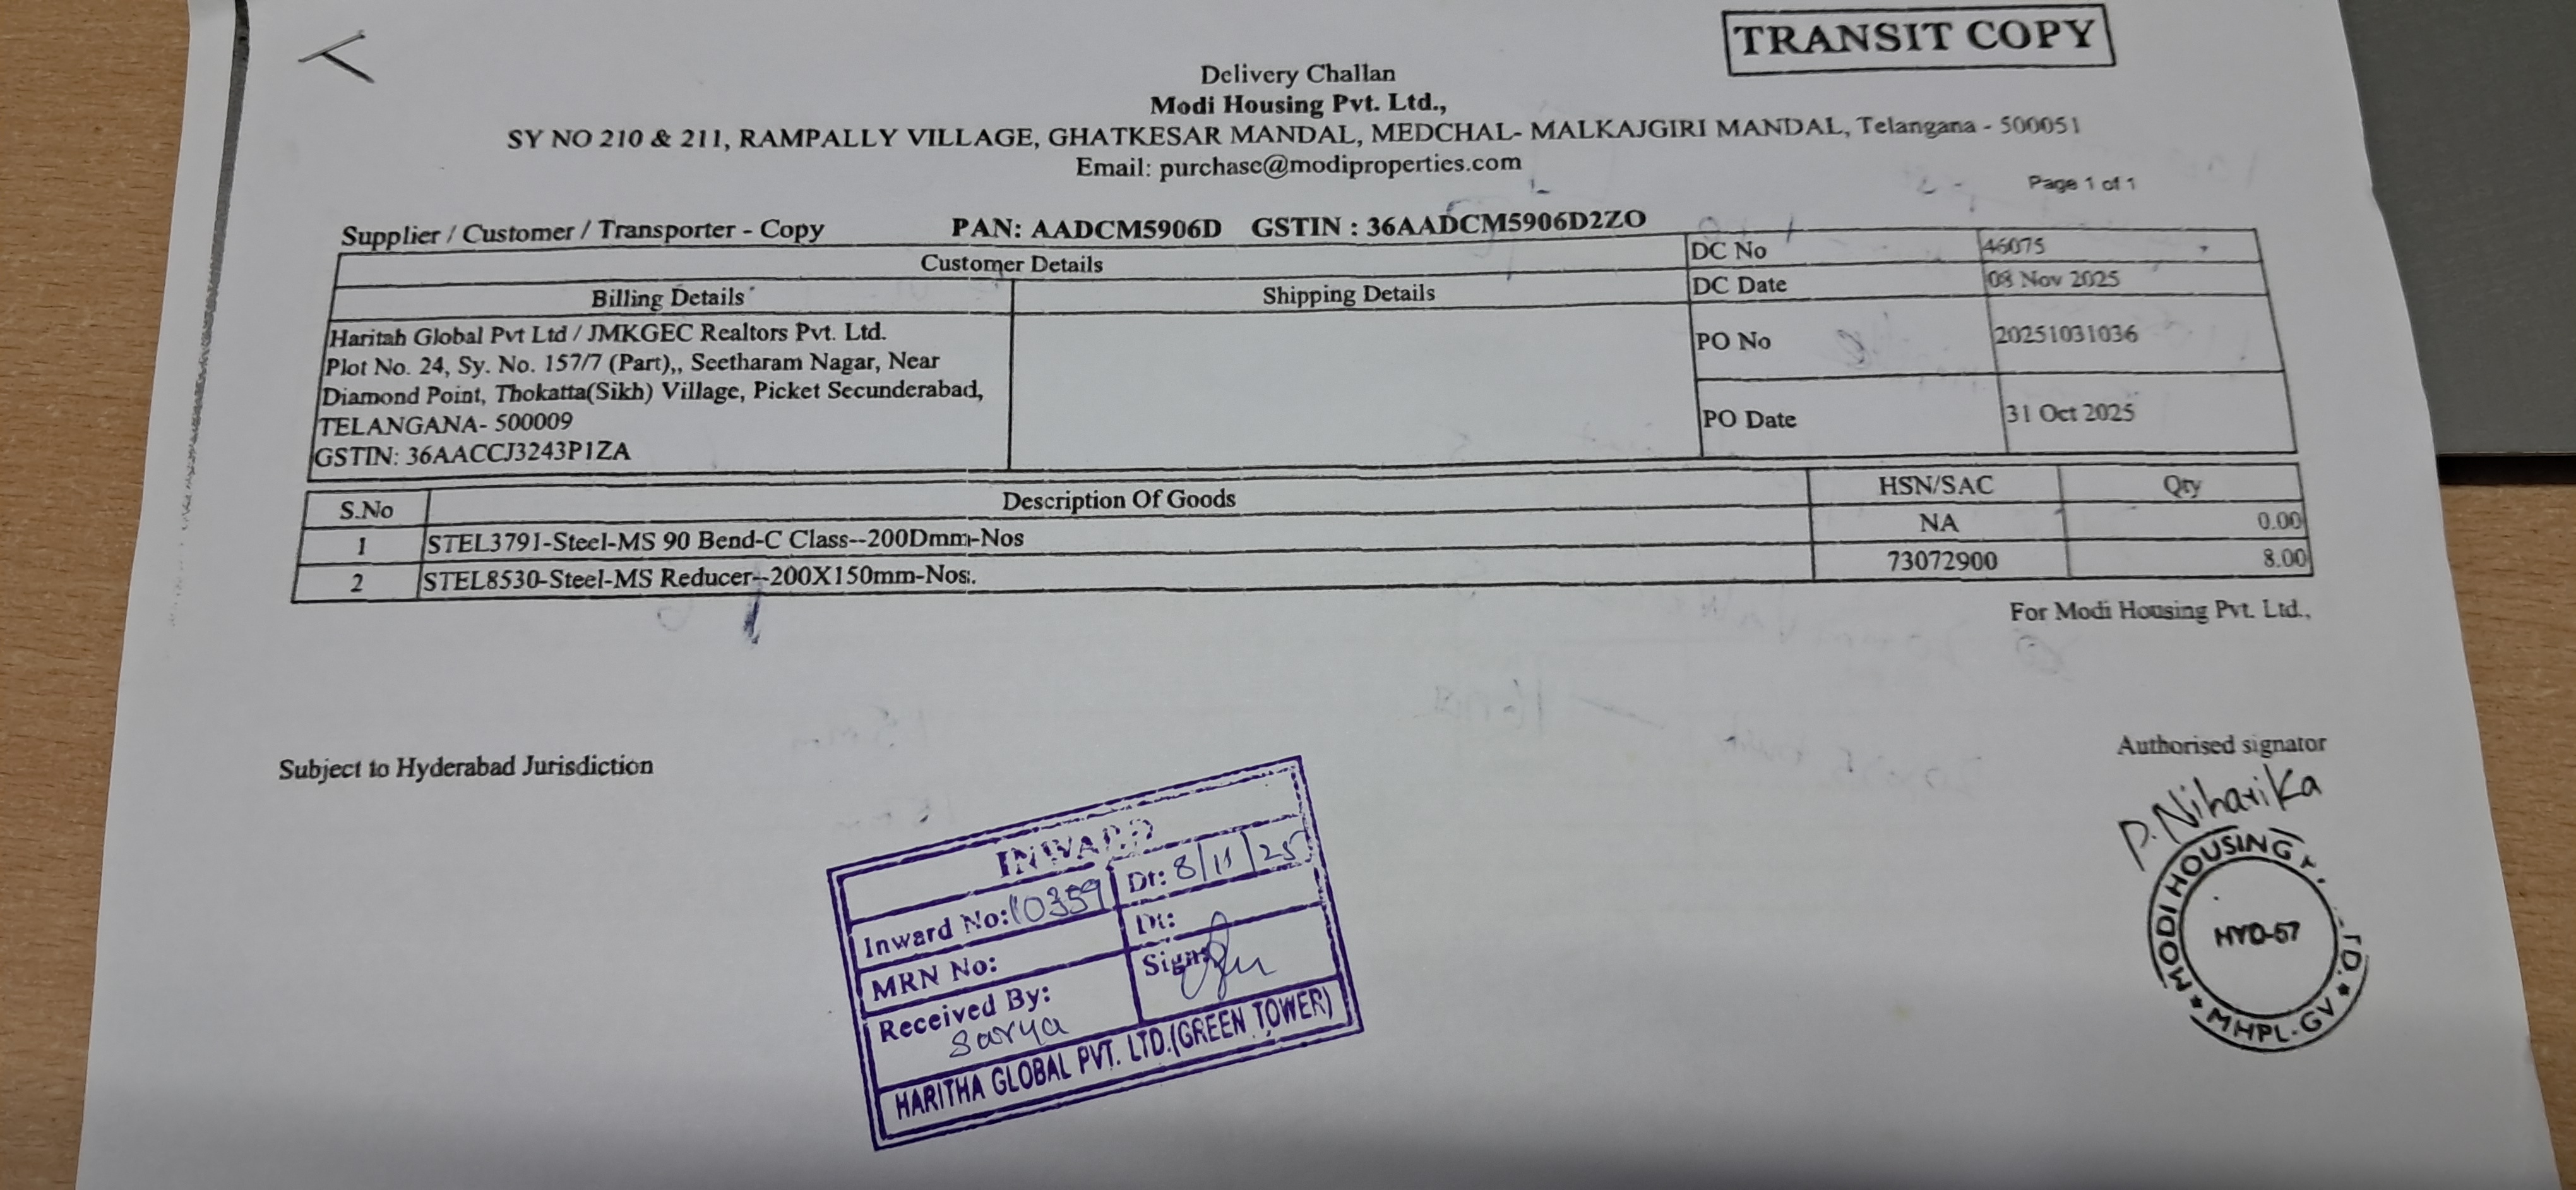 TRANSIT COPY
Delivery Challan
Modi Housing Pvt. Ltd.,
SY NO 210 & 211, RAMPALLY VILLAGE, GHATKESAR MANDAL, MEDCHAL- MALKAJGIRI MANDAL, Telangana - 500051
Email: purchase@modiproperties.com
Page 1 of 1
Supplier / Customer / Transporter - Copy PAN: AADCM5906D GSTIN : 36AADCM5906D2ZO
Customer Details
DC No 46075
Billing Details Shipping Details
DC Date 08 Nov 2025
Haritah Global Pvt Ltd / JMKGEC Realtors Pvt. Ltd.
Plot No. 24, Sy. No. 157/7 (Part),, Seetharam Nagar, Near
Diamond Point, Thokatta(Sikh) Village, Picket Secunderabad,
TELANGANA- 500009
GSTIN: 36AACCJ3243P1ZA
PO No 20251031036
PO Date 31 Oct 2025
S.No Description Of Goods HSN/SAC Qty
1 STEL3791-Steel-MS 90 Bend-C Class--200Dmm-Nos NA 0.00
2 STEL8530-Steel-MS Reducer--200X150mm-Nos. 73072900 8.00
For Modi Housing Pvt. Ltd.,
Subject to Hyderabad Jurisdiction
Authorised signator
P. Niharika
MODI HOUSING
HYD-57
MHPL-GV
INWARD
Inward No: 10359 Dt: 8/11/25
MRN No: Dt:
Received By: Sign:
Sarya
HARITHA GLOBAL PVT. LTD.(GREEN TOWER)